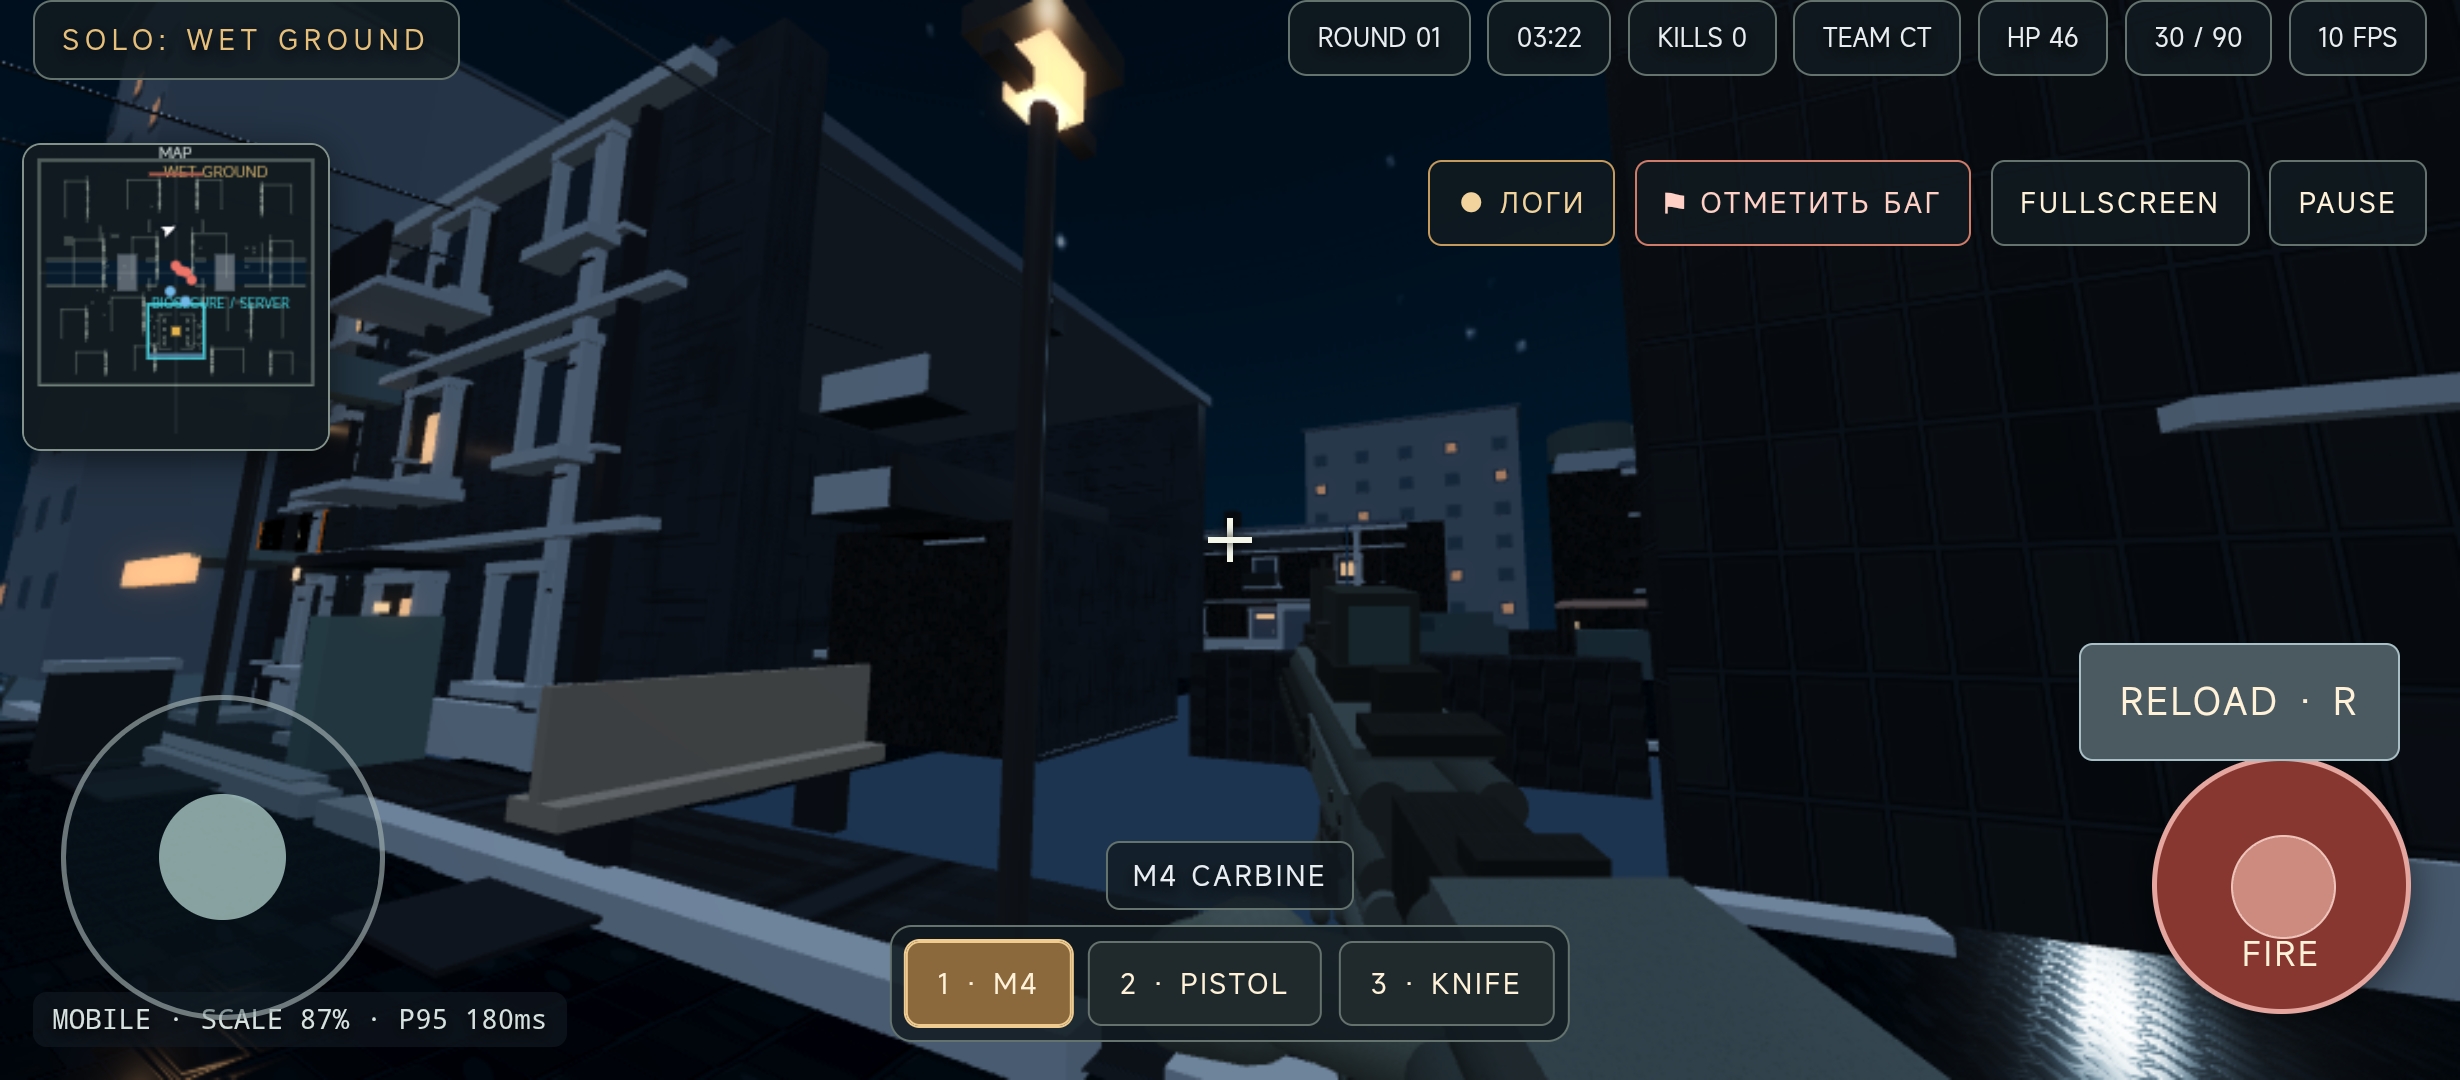 SOLO: WET GROUND
ROUND 01
03:22
KILLS 0
TEAM CT
HP 46
30 / 90
10 FPS
MAP
WET GROUND
BIOSECURE / SERVER
● ЛОГИ
⚑ ОТМЕТИТЬ БАГ
FULLSCREEN
PAUSE
RELOAD · R
FIRE
M4 CARBINE
1 · M4
2 · PISTOL
3 · KNIFE
MOBILE · SCALE 87% · P95 180ms